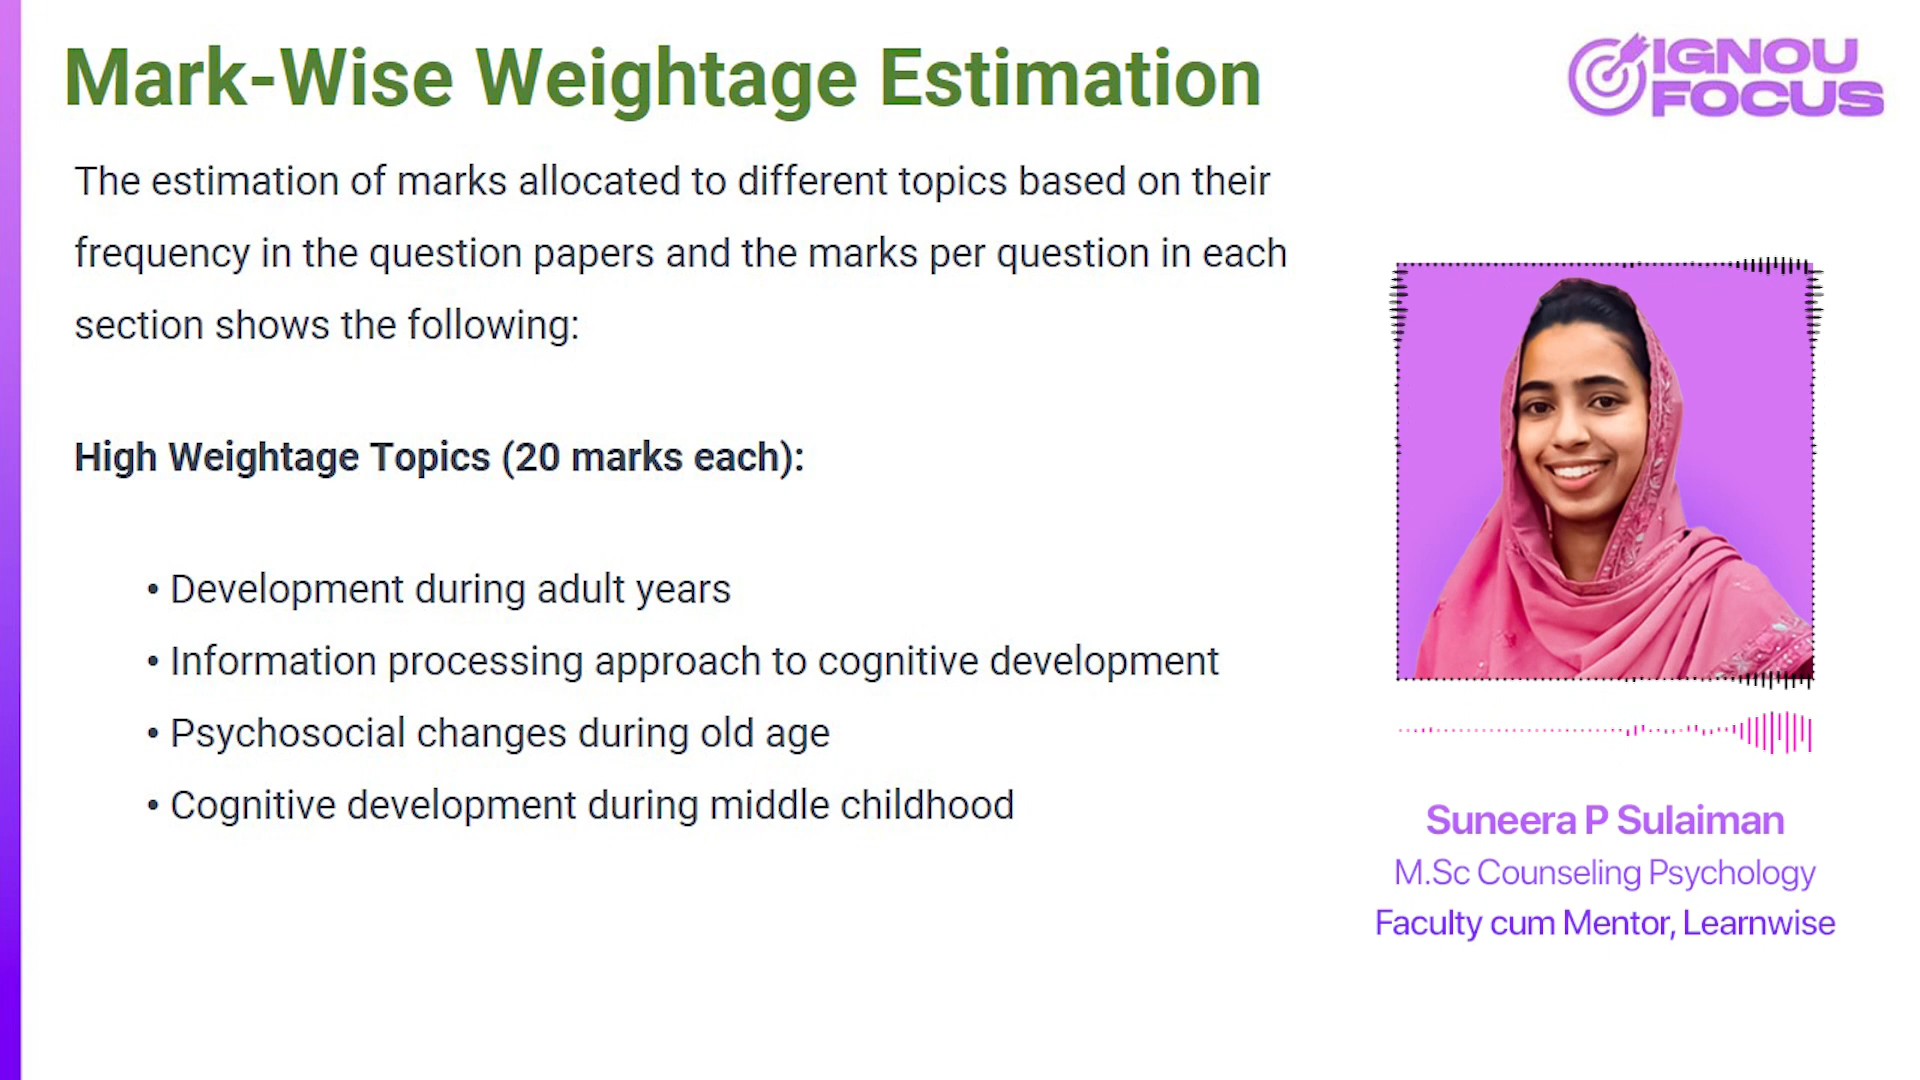 Mark-Wise Weightage Estimation
IGNOU
FOCUS
The estimation of marks allocated to different topics based on their
frequency in the question papers and the marks per question in each
section shows the following:
High Weightage Topics (20 marks each):
• Development during adult years
• Information processing approach to cognitive development
• Psychosocial changes during old age
• Cognitive development during middle childhood
Suneera P Sulaiman
M.Sc Counseling Psychology
Faculty cum Mentor, Learnwise